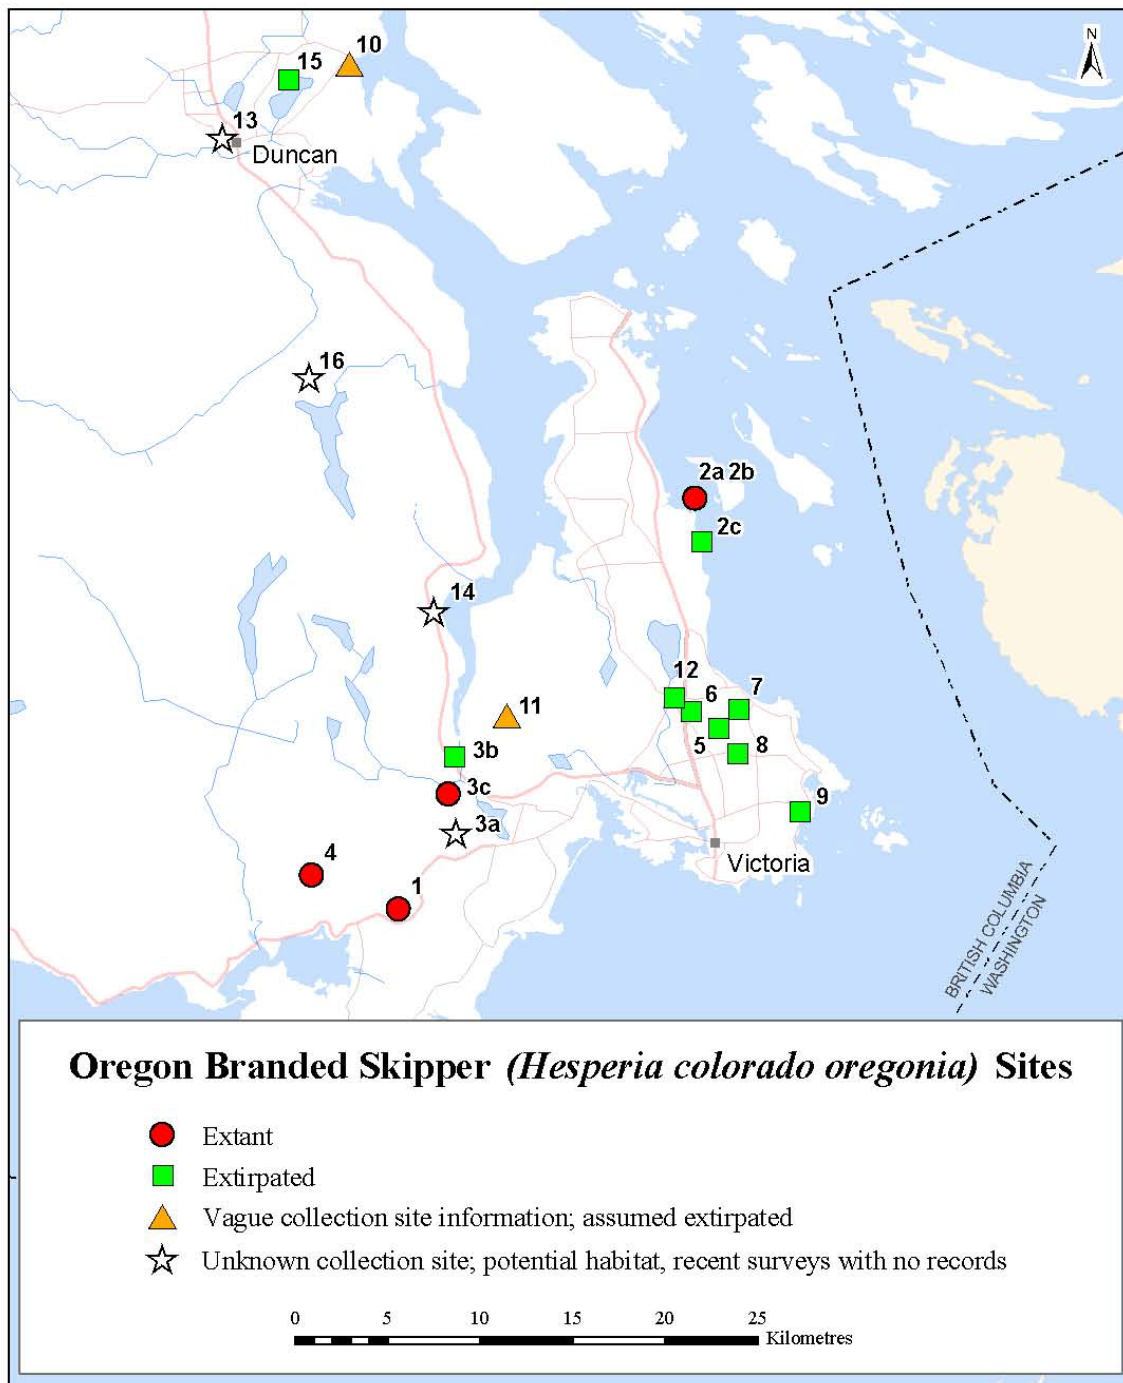 N
10
15
13
Duncan
16
2a 2b
2c
14
12
6
7
11
5
8
3b
3c
9
3a
4
Victoria
1
BRITISH COLUMBIA
WASHINGTON
Oregon Branded Skipper (Hesperia colorado oregonia) Sites
Extant
Extirpated
Vague collection site information; assumed extirpated
Unknown collection site; potential habitat, recent surveys with no records
0 5 10 15 20 25
Kilometres